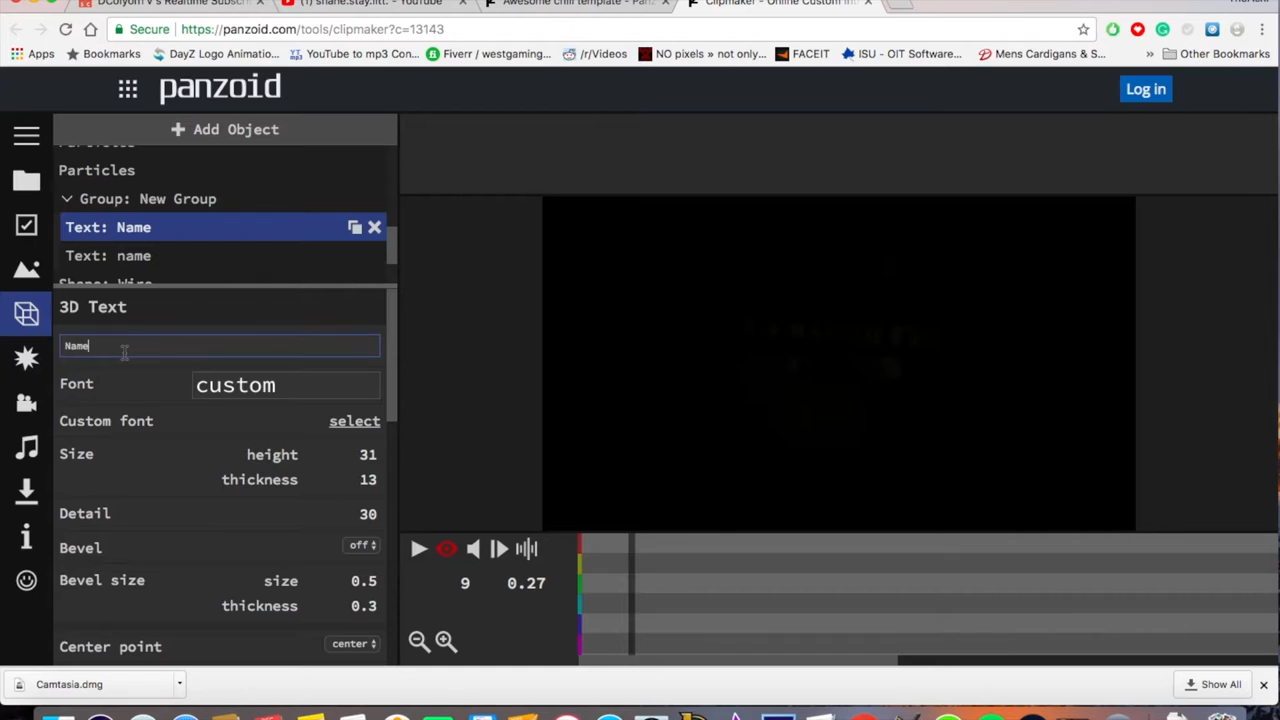 Secure https://panzoid.com/tools/clipmaker?c=13143
Apps Bookmarks DayZ Logo Animatio... YouTube to mp3 Con... Fiverr / westgaming... /r/Videos NO pixels » not only... FACEIT ISU - OIT Software... Mens Cardigans & S... » Other Bookmarks
panzoid
Log in
+ Add Object
Particles
Group: New Group
Text: Name
Text: name
Shape: Wire
3D Text
Name
Font custom
Custom font select
Size height 31
thickness 13
Detail 30
Bevel off
Bevel size size 0.5
thickness 0.3
Center point center
9 0.27
Camtasia.dmg
Show All